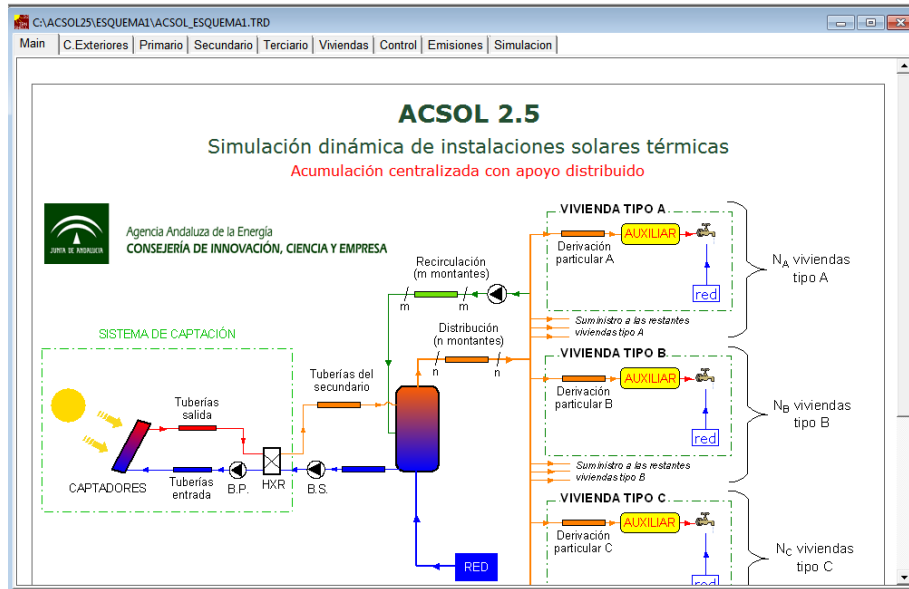 C:\ACSOL25\ESQUEMA1\ACSOL_ESQUEMA1.TRD
Main C.Exteriores Primario Secundario Terciario Viviendas Control Emisiones Simulacion
ACSOL 2.5
Simulación dinámica de instalaciones solares térmicas
Acumulación centralizada con apoyo distribuido
JUNTA DE ANDALUCIA
Agencia Andaluza de la Energía
CONSEJERÍA DE INNOVACIÓN, CIENCIA Y EMPRESA
VIVIENDA TIPO A
AUXILIAR
Derivación
particular A
red
NA viviendas
tipo A
Recirculación
(m montantes)
m m
Suministro a las restantes
viviendas tipo A
Distribución
(n montantes)
n n
SISTEMA DE CAPTACIÓN
VIVIENDA TIPO B
AUXILIAR
Derivación
particular B
red
NB viviendas
tipo B
Tuberías del
secundario
Tuberías
salida
CAPTADORES
Tuberías
entrada
B.P.
HXR
B.S.
Suministro a las restantes
viviendas tipo B
VIVIENDA TIPO C
AUXILIAR
Derivación
particular C
red
NC viviendas
tipo C
RED